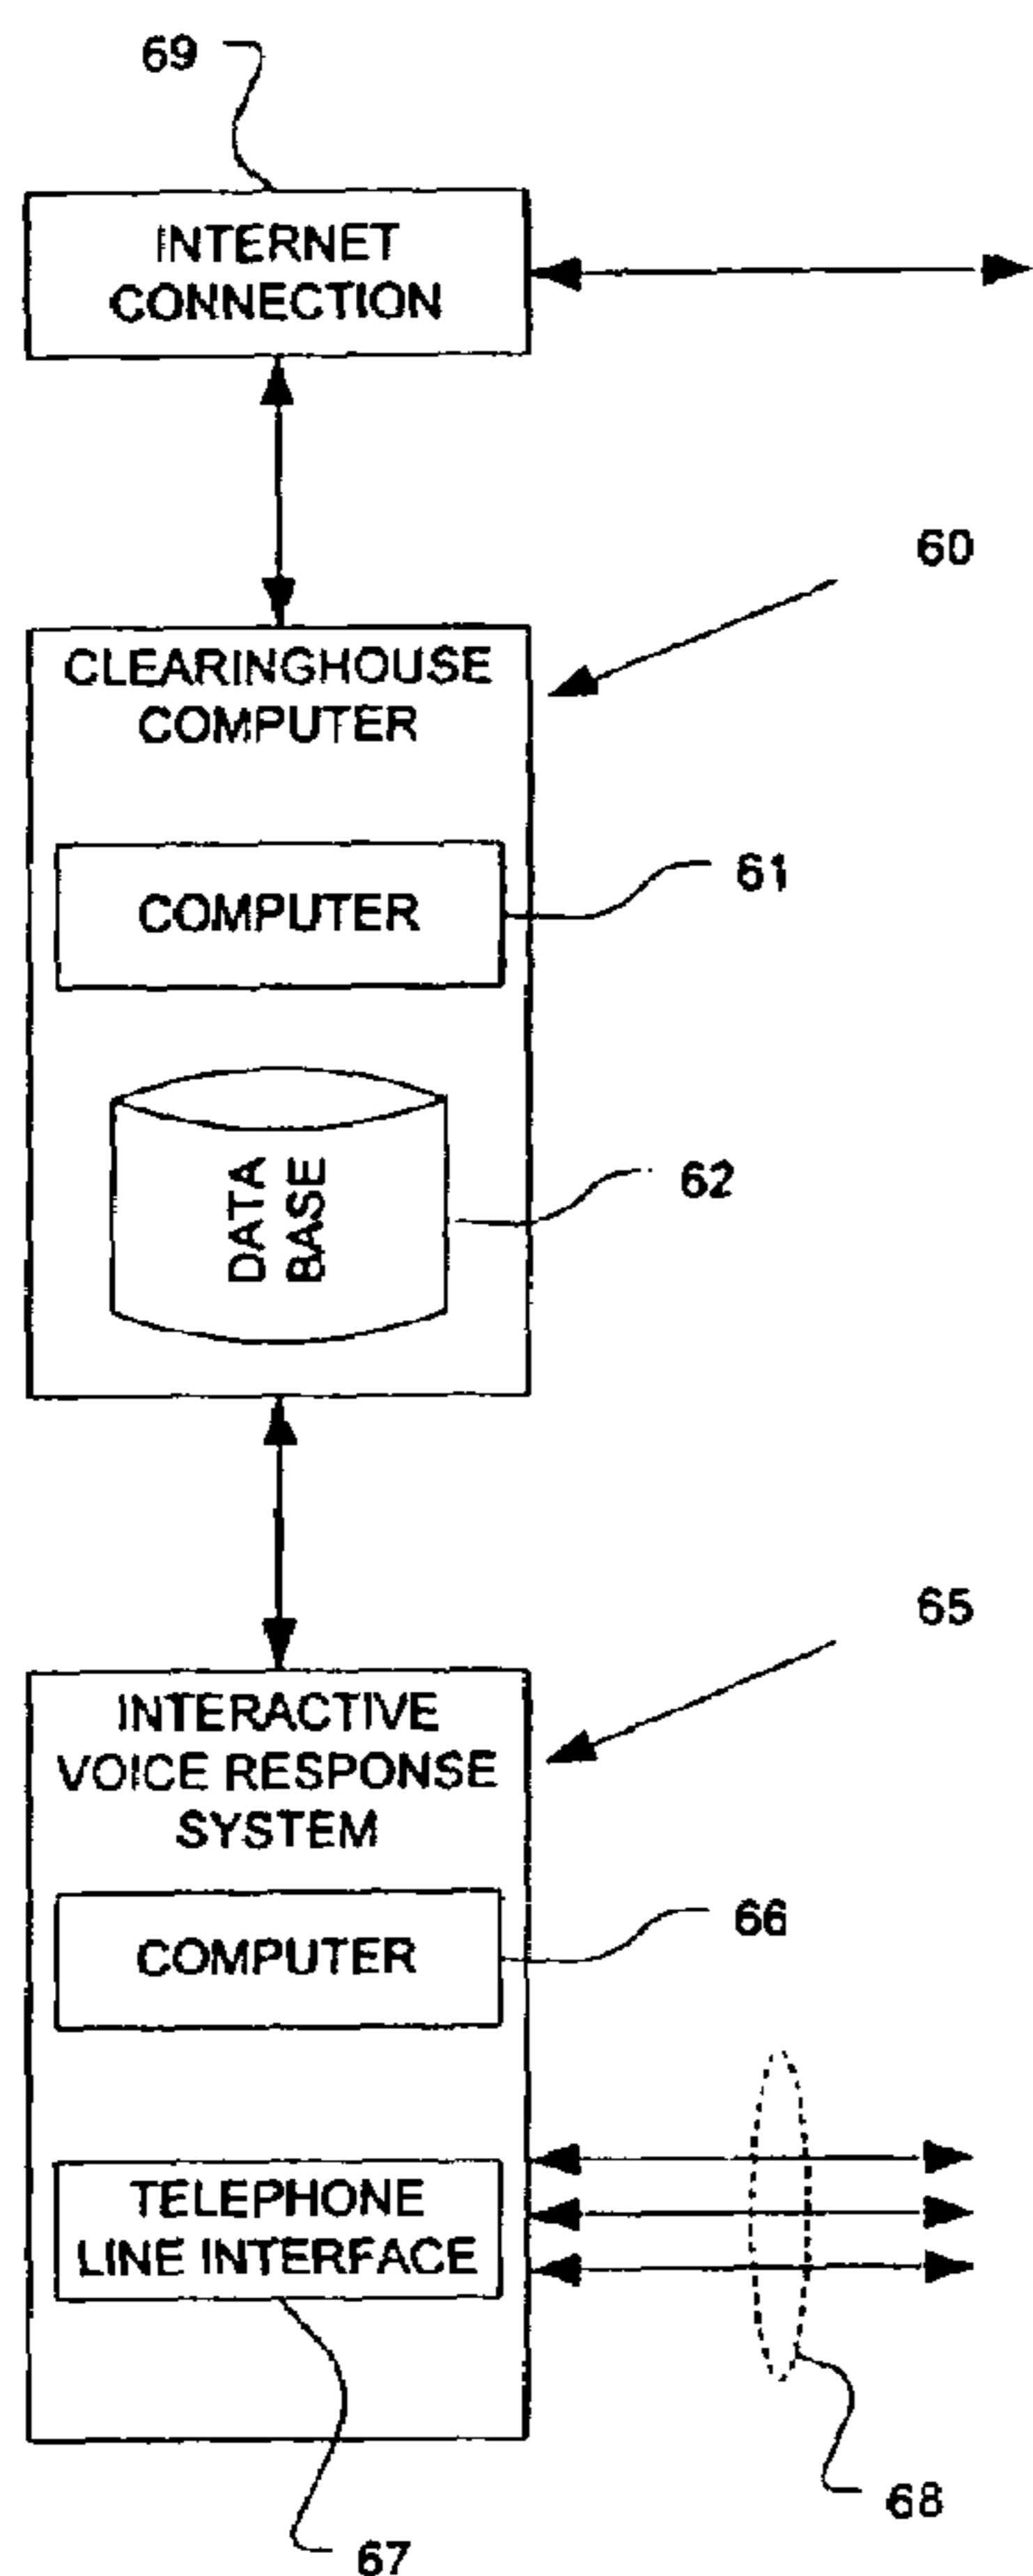 69
INTERNET
CONNECTION
60
CLEARINGHOUSE
COMPUTER
61
COMPUTER
62
DATA
BASE
65
INTERACTIVE
VOICE RESPONSE
SYSTEM
66
COMPUTER
TELEPHONE
LINE INTERFACE
68
67